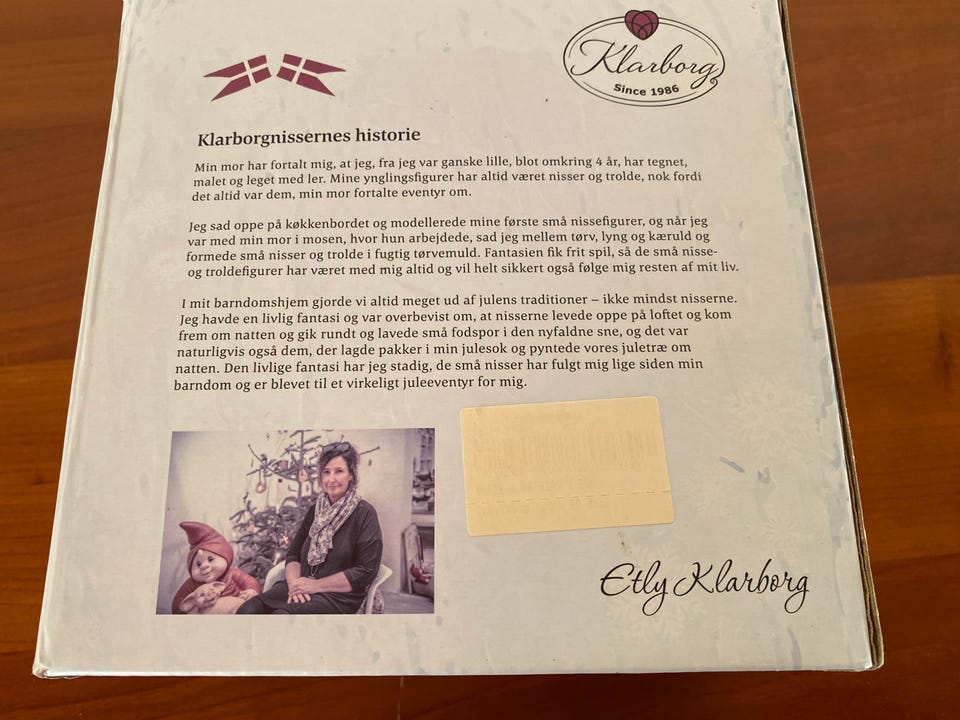 Klarborg
Since 1986
Klarborgnissernes historie
Min mor har fortalt mig, at jeg, fra jeg var ganske lille, blot omkring 4 år, har tegnet,
malet og leget med ler. Mine ynglingsfigurer har altid været nisser og trolde, nok fordi
det altid var dem, min mor fortalte eventyr om.
Jeg sad oppe på køkkenbordet og modellerede mine første små nissefigurer, og når jeg
var med min mor i mosen, hvor hun arbejdede, sad jeg mellem tørv, lyng og kæruld og
formede små nisser og trolde i fugtig tørvemuld. Fantasien fik frit spil, så de små nisse-
og troldefigurer har været med mig altid og vil helt sikkert også følge mig resten af mit liv.
I mit barndomshjem gjorde vi altid meget ud af julens traditioner – ikke mindst nisserne.
Jeg havde en livlig fantasi og var overbevist om, at nisserne levede oppe på loftet og kom
frem om natten og gik rundt og lavede små fodspor i den nyfaldne sne, og det var
naturligvis også dem, der lagde pakker i min julesok og pyntede vores juletræ om
natten. Den livlige fantasi har jeg stadig, de små nisser har fulgt mig lige siden min
barndom og er blevet til et virkeligt juleeventyr for mig.
Etly Klarborg